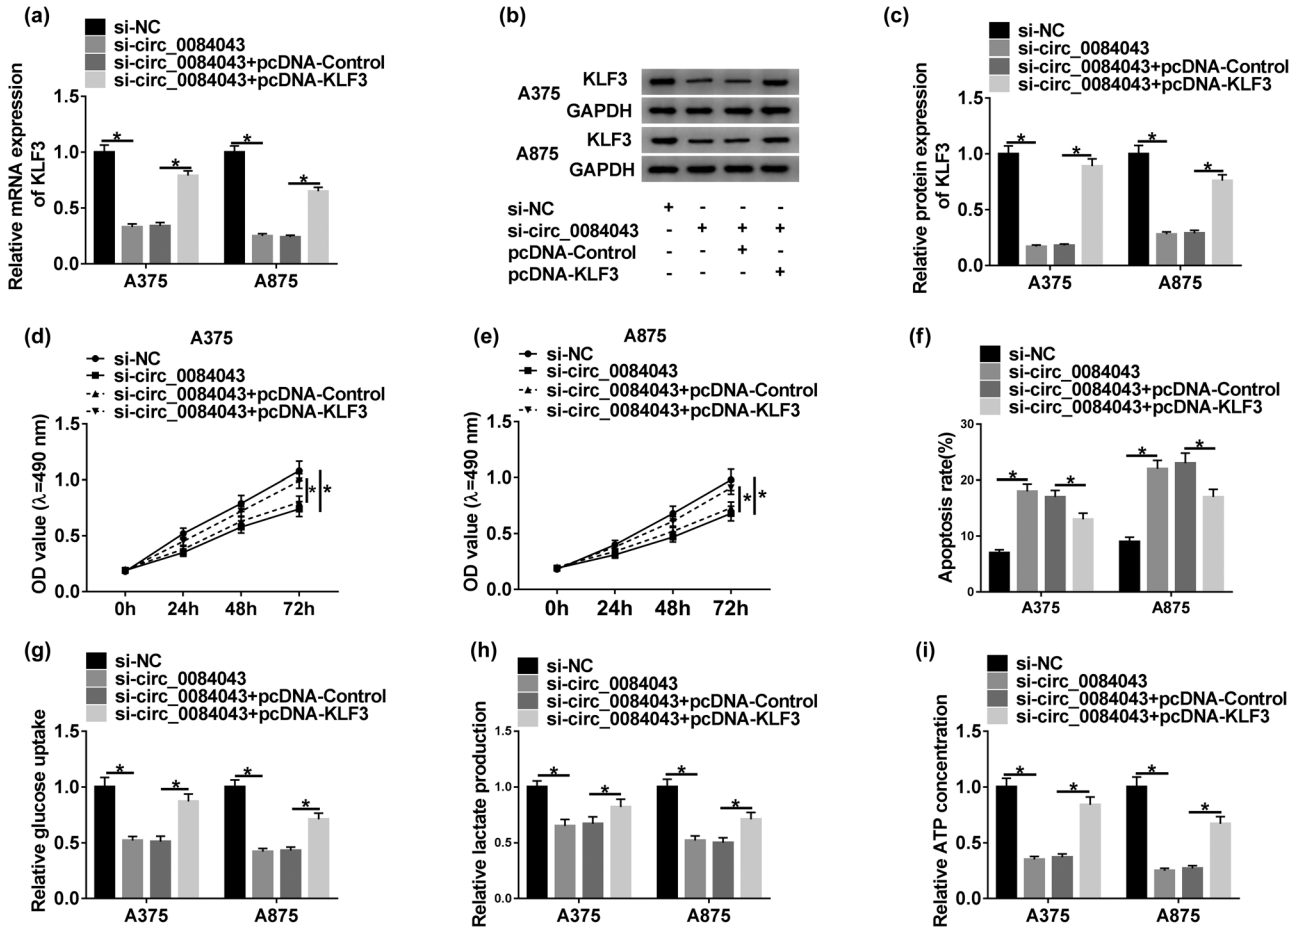 (a)
si-NC
si-circ_0084043
si-circ_0084043+pcDNA-Control
si-circ_0084043+pcDNA-KLF3
Relative mRNA expression
of KLF3
1.5
1.0
0.5
0.0
* * * *
A375 A875
(b)
A375
KLF3
GAPDH
A875
KLF3
GAPDH
si-NC + - - -
si-circ_0084043 - + + +
pcDNA-Control - - + -
pcDNA-KLF3 - - - +
(c)
si-NC
si-circ_0084043
si-circ_0084043+pcDNA-Control
si-circ_0084043+pcDNA-KLF3
Relative protein expression
of KLF3
1.5
1.0
0.5
0.0
* * * *
A375 A875
(d)
A375
si-NC
si-circ_0084043
si-circ_0084043+pcDNA-Control
si-circ_0084043+pcDNA-KLF3
OD value (λ=490 nm)
1.5
1.0
0.5
0.0
* *
0h 24h 48h 72h
(e)
A875
si-NC
si-circ_0084043
si-circ_0084043+pcDNA-Control
si-circ_0084043+pcDNA-KLF3
OD value (λ=490 nm)
1.5
1.0
0.5
0.0
* *
0h 24h 48h 72h
(f)
si-NC
si-circ_0084043
si-circ_0084043+pcDNA-Control
si-circ_0084043+pcDNA-KLF3
Apoptosis rate(%)
30
20
10
0
* * * *
A375 A875
(g)
si-NC
si-circ_0084043
si-circ_0084043+pcDNA-Control
si-circ_0084043+pcDNA-KLF3
Relative glucose uptake
1.5
1.0
0.5
0.0
* * * *
A375 A875
(h)
si-NC
si-circ_0084043
si-circ_0084043+pcDNA-Control
si-circ_0084043+pcDNA-KLF3
Relative lactate production
1.5
1.0
0.5
0.0
* * * *
A375 A875
(i)
si-NC
si-circ_0084043
si-circ_0084043+pcDNA-Control
si-circ_0084043+pcDNA-KLF3
Relative ATP concentration
1.5
1.0
0.5
0.0
* * * *
A375 A875